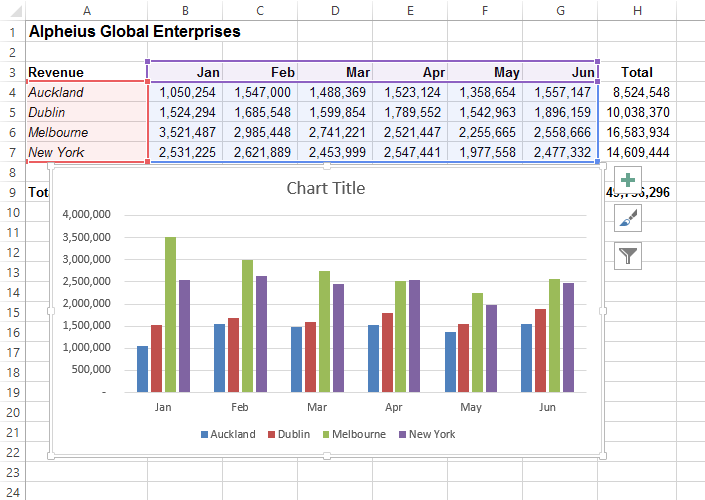 A B C D E F G H
1 Alpheius Global Enterprises
2
3 Revenue Jan Feb Mar Apr May Jun Total
4 Auckland 1,050,254 1,547,000 1,488,369 1,523,124 1,358,654 1,557,147 8,524,548
5 Dublin 1,524,294 1,685,548 1,599,854 1,789,552 1,542,963 1,896,159 10,038,370
6 Melbourne 3,521,487 2,985,448 2,741,221 2,521,447 2,255,665 2,558,666 16,583,934
7 New York 2,531,225 2,621,889 2,453,999 2,547,441 1,977,558 2,477,332 14,609,444
8
9 Tot
10
11
12
13
14
15
16
17
18
19
20
21
22
23
24
Chart Title
4,000,000
3,500,000
3,000,000
2,500,000
2,000,000
1,500,000
1,000,000
500,000
-
Jan Feb Mar Apr May Jun
Auckland Dublin Melbourne New York